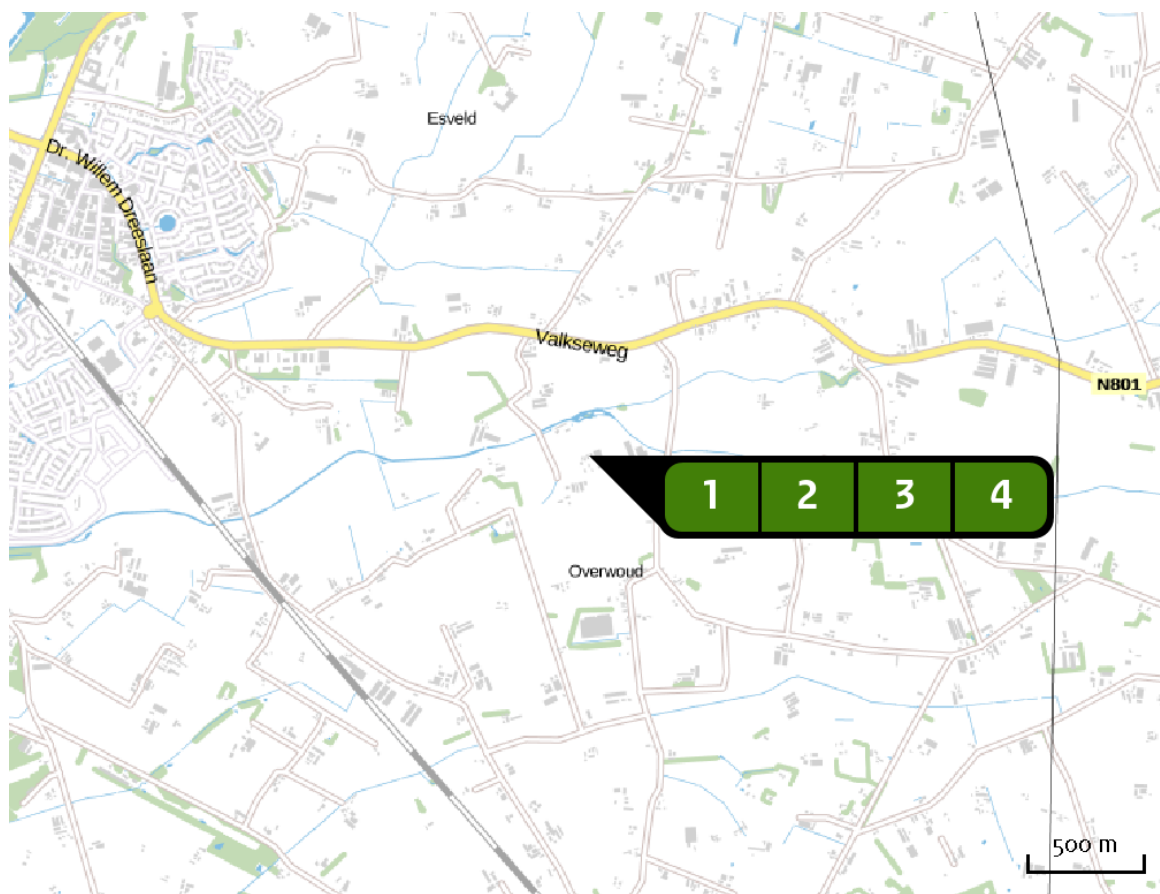 Esveld
Dr. Willem Dreeslaan
Valkseweg
N801
1 2 3 4
Overwoud
500 m